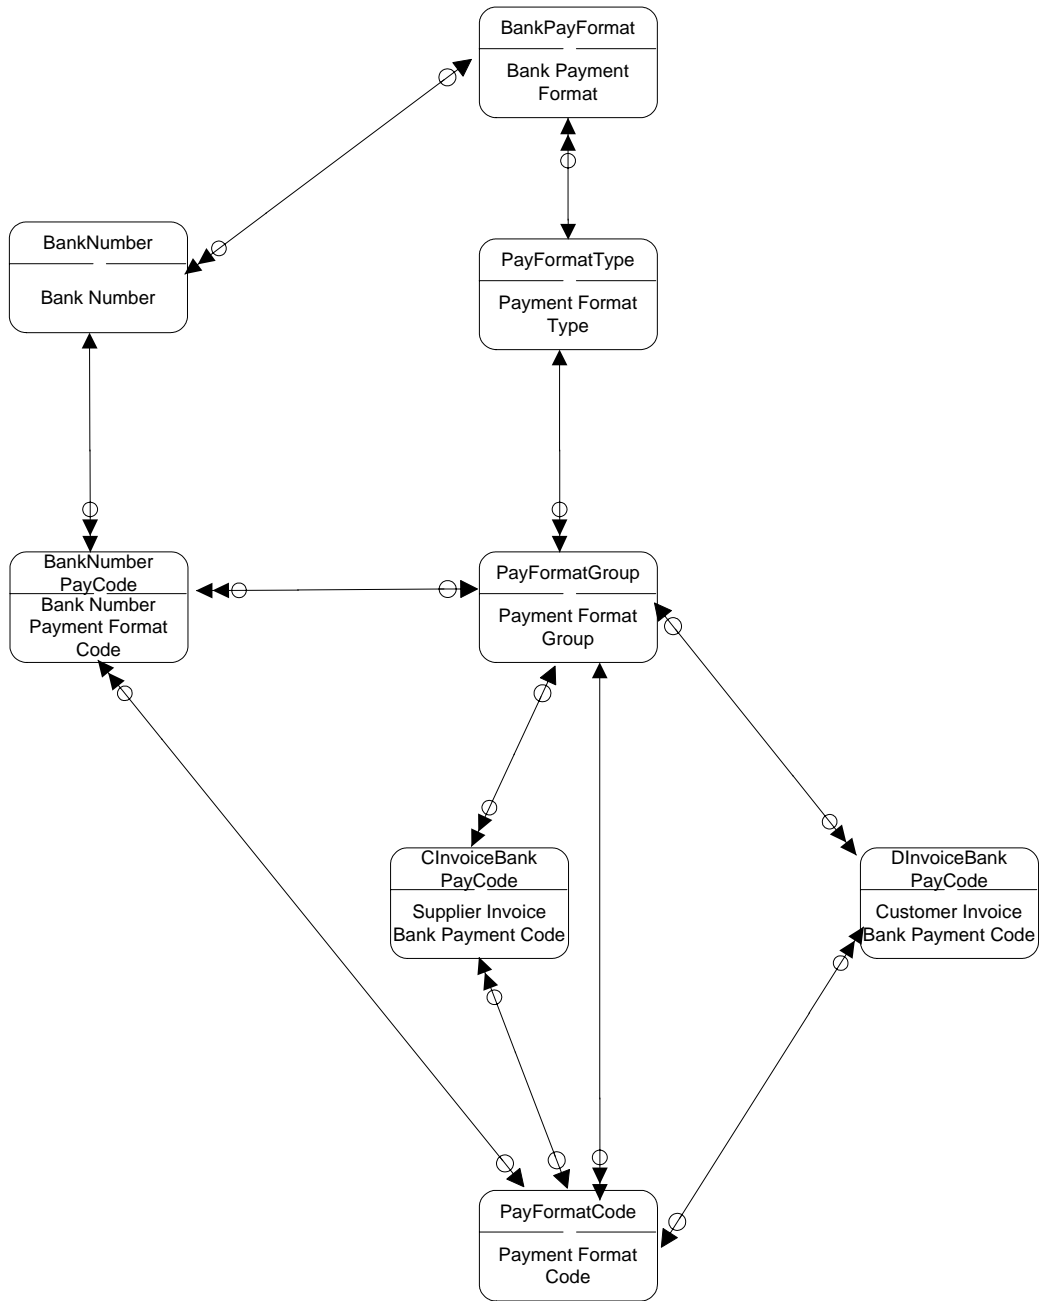 BankPayFormat
Bank Payment
Format
BankNumber
Bank Number
PayFormatType
Payment Format
Type
BankNumber
PayCode
Bank Number
Payment Format
Code
PayFormatGroup
Payment Format
Group
CInvoiceBank
PayCode
Supplier Invoice
Bank Payment Code
DInvoiceBank
PayCode
Customer Invoice
Bank Payment Code
PayFormatCode
Payment Format
Code